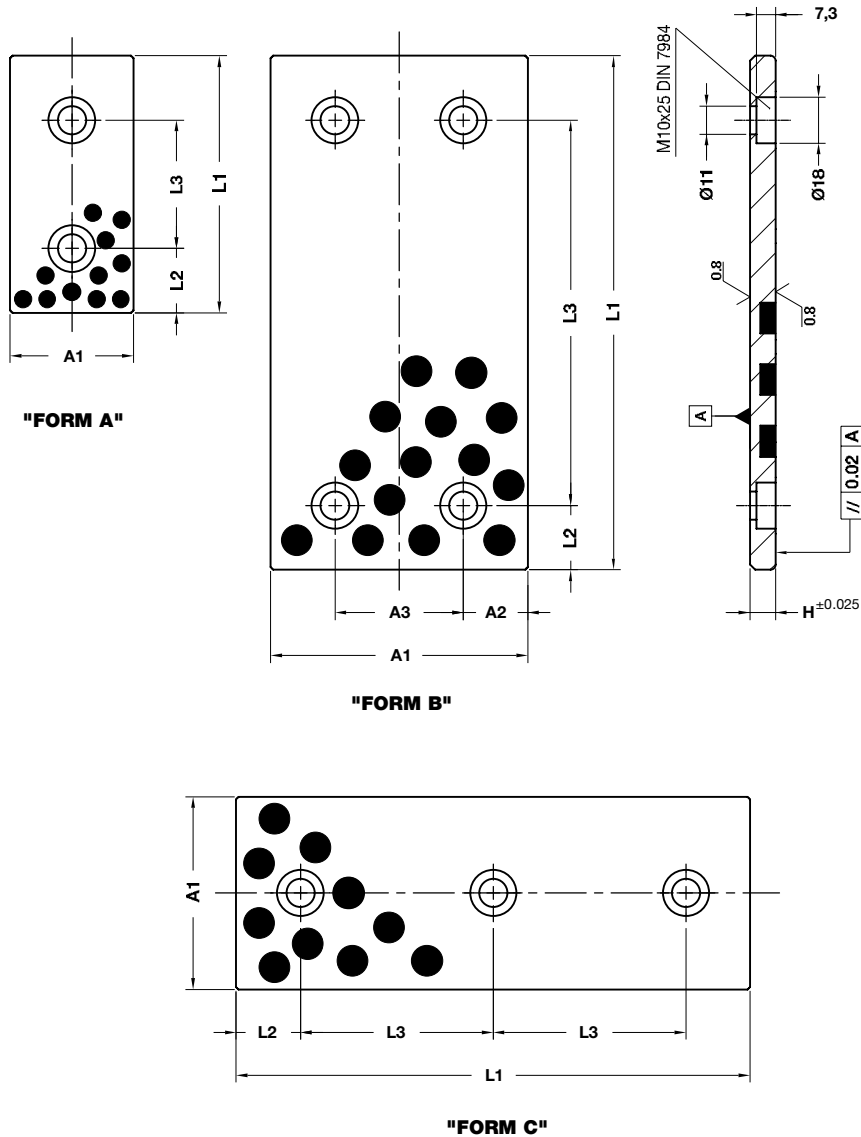 L3
L1
L2
A1
"FORM A"
L3
L1
L2
A3
A2
A1
"FORM B"
7,3
M10x25 DIN 7984
Ø11
Ø18
0.8
0.8
A
// 0.02 A
H ±0.025
A1
L2
L3
L3
L1
"FORM C"